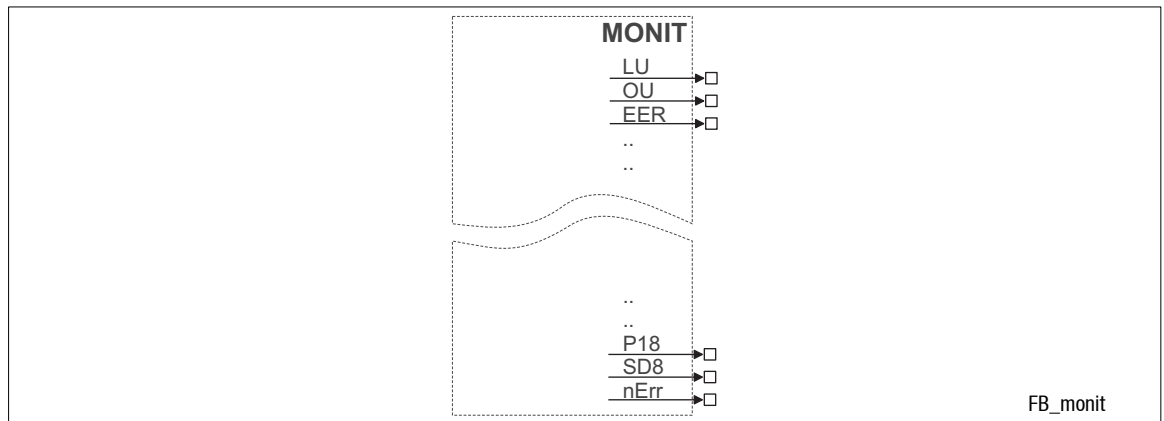 MONIT
LU
OU
EER
..
..
..
..
P18
SD8
nErr
FB_monit